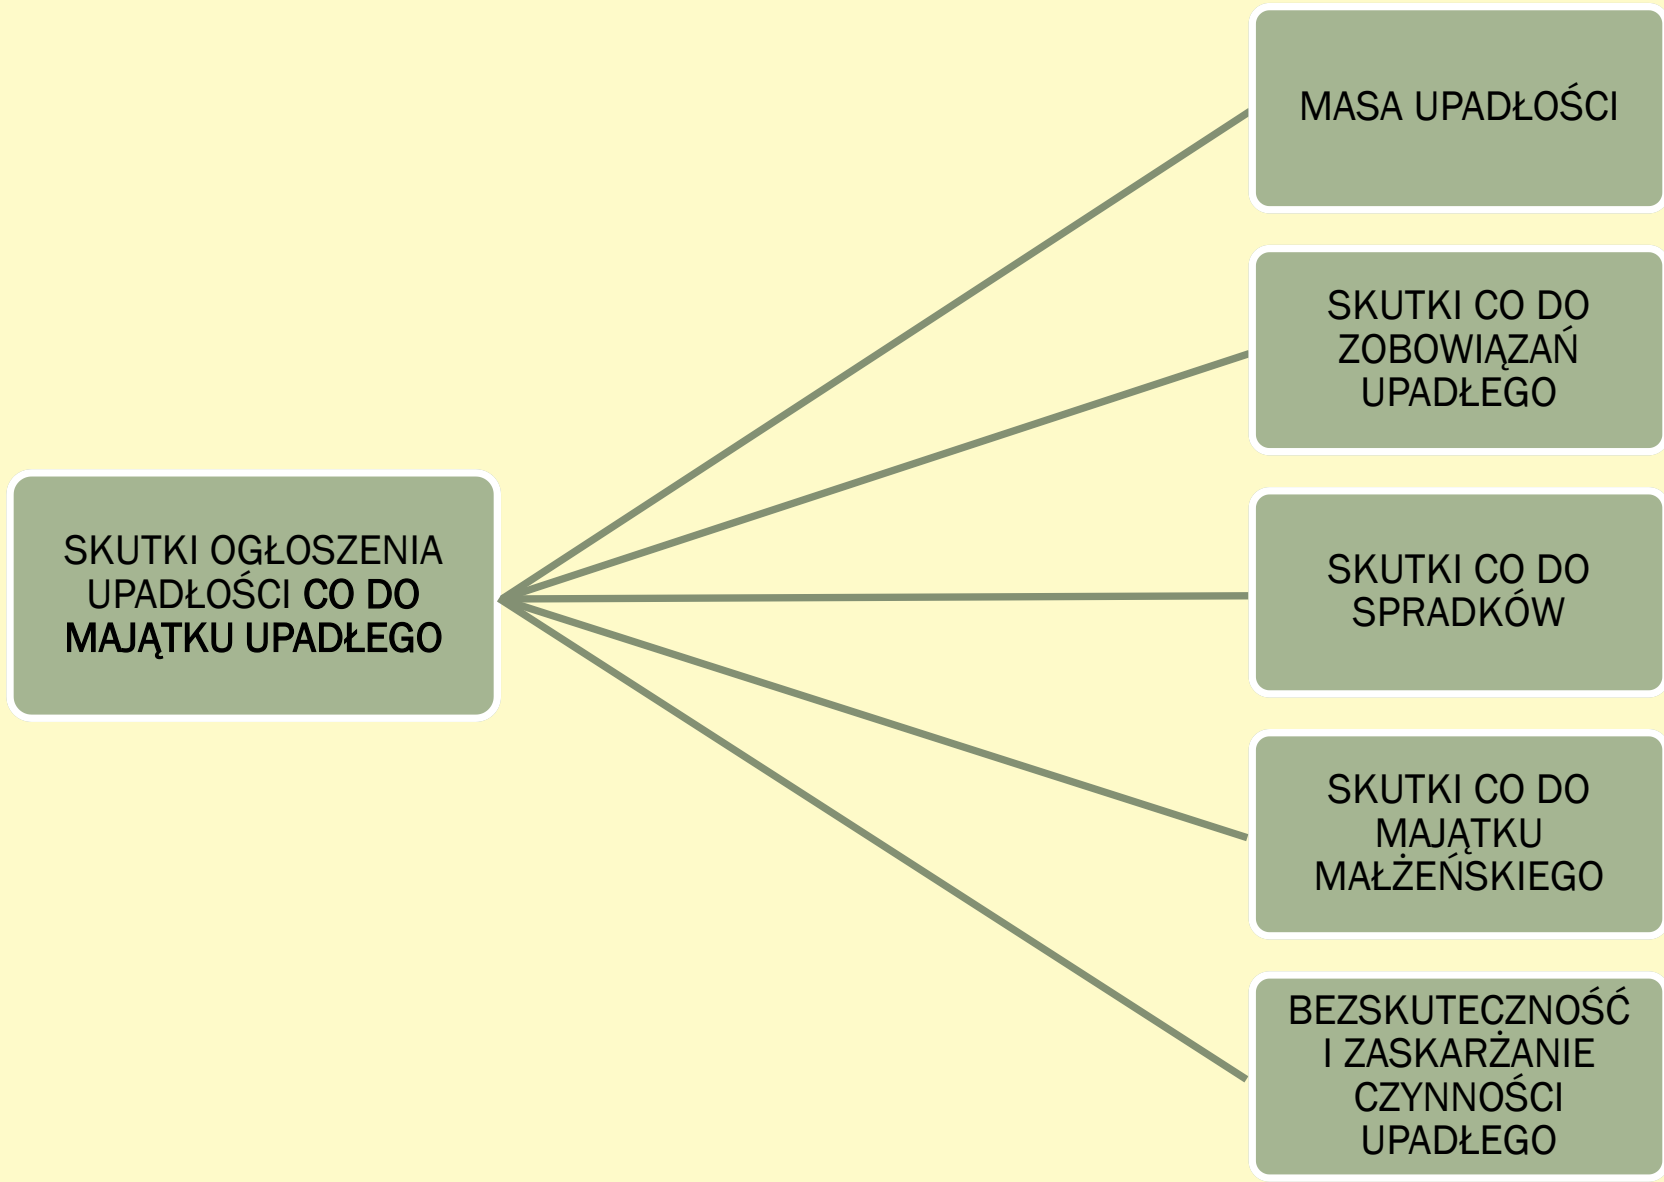 SKUTKI OGŁOSZENIA
UPADŁOŚCI CO DO
MAJĄTKU UPADŁEGO
MASA UPADŁOŚCI
SKUTKI CO DO
ZOBOWIĄZAŃ
UPADŁEGO
SKUTKI CO DO
SPRADKÓW
SKUTKI CO DO
MAJĄTKU
MAŁŻEŃSKIEGO
BEZSKUTECZNOŚĆ
I ZASKARŻANIE
CZYNNOŚCI
UPADŁEGO